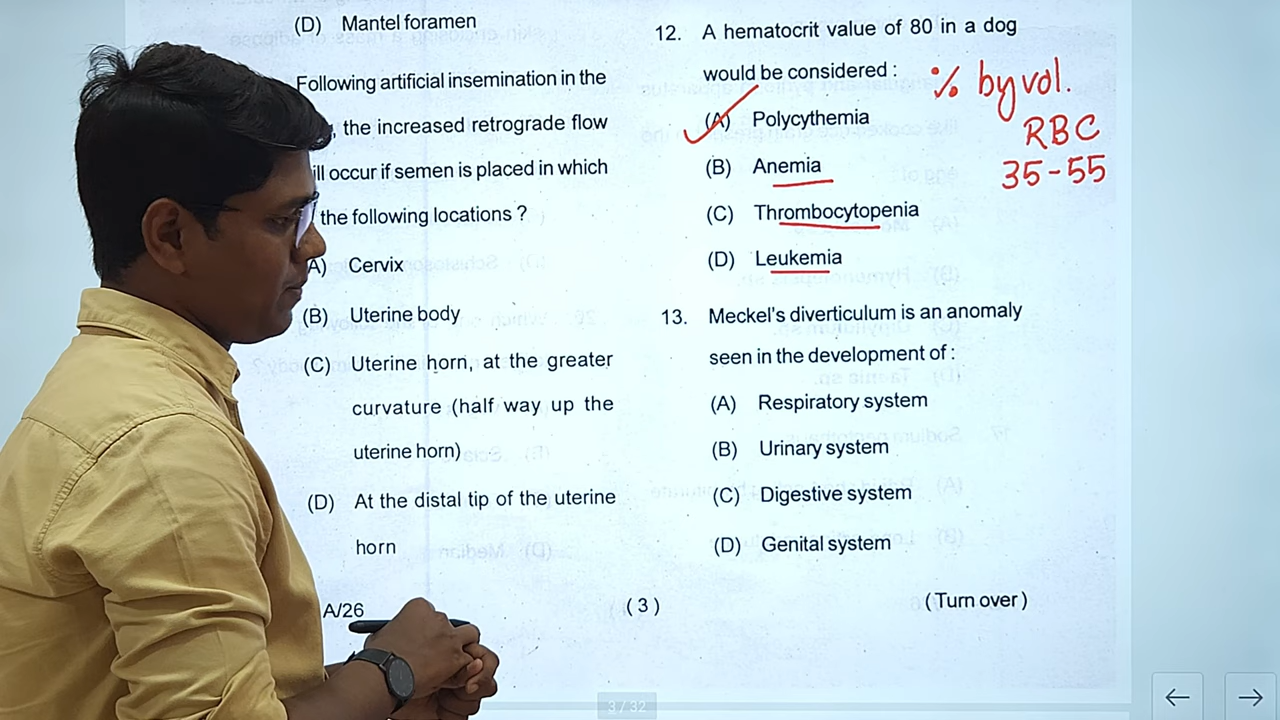 (D) Mantel foramen
Following artificial insemination in the
the increased retrograde flow
ill occur if semen is placed in which
the following locations ?
A) Cervix
(B) Uterine body
(C) Uterine horn, at the greater
curvature (half way up the
uterine horn)
(D) At the distal tip of the uterine
horn
A/26
12. A hematocrit value of 80 in a dog
would be considered :
(A) Polycythemia
(B) Anemia
(C) Thrombocytopenia
(D) Leukemia
% by vol.
RBC
35-55
13. Meckel's diverticulum is an anomaly
seen in the development of :
(A) Respiratory system
(B) Urinary system
(C) Digestive system
(D) Genital system
( 3 )
(Turn over)
3 / 32